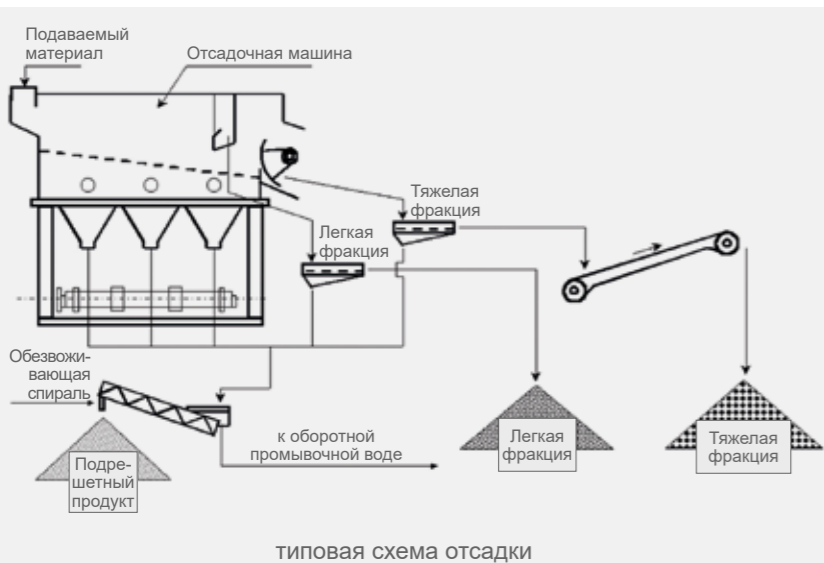 Подаваемый
материал
Отсадочная машина
Тяжелая
фракция
Легкая
фракция
Обезвожи-
вающая
спираль
к оборотной
промывочной воде
Подре-
шетный
продукт
Легкая
фракция
Тяжелая
фракция
типовая схема отсадки